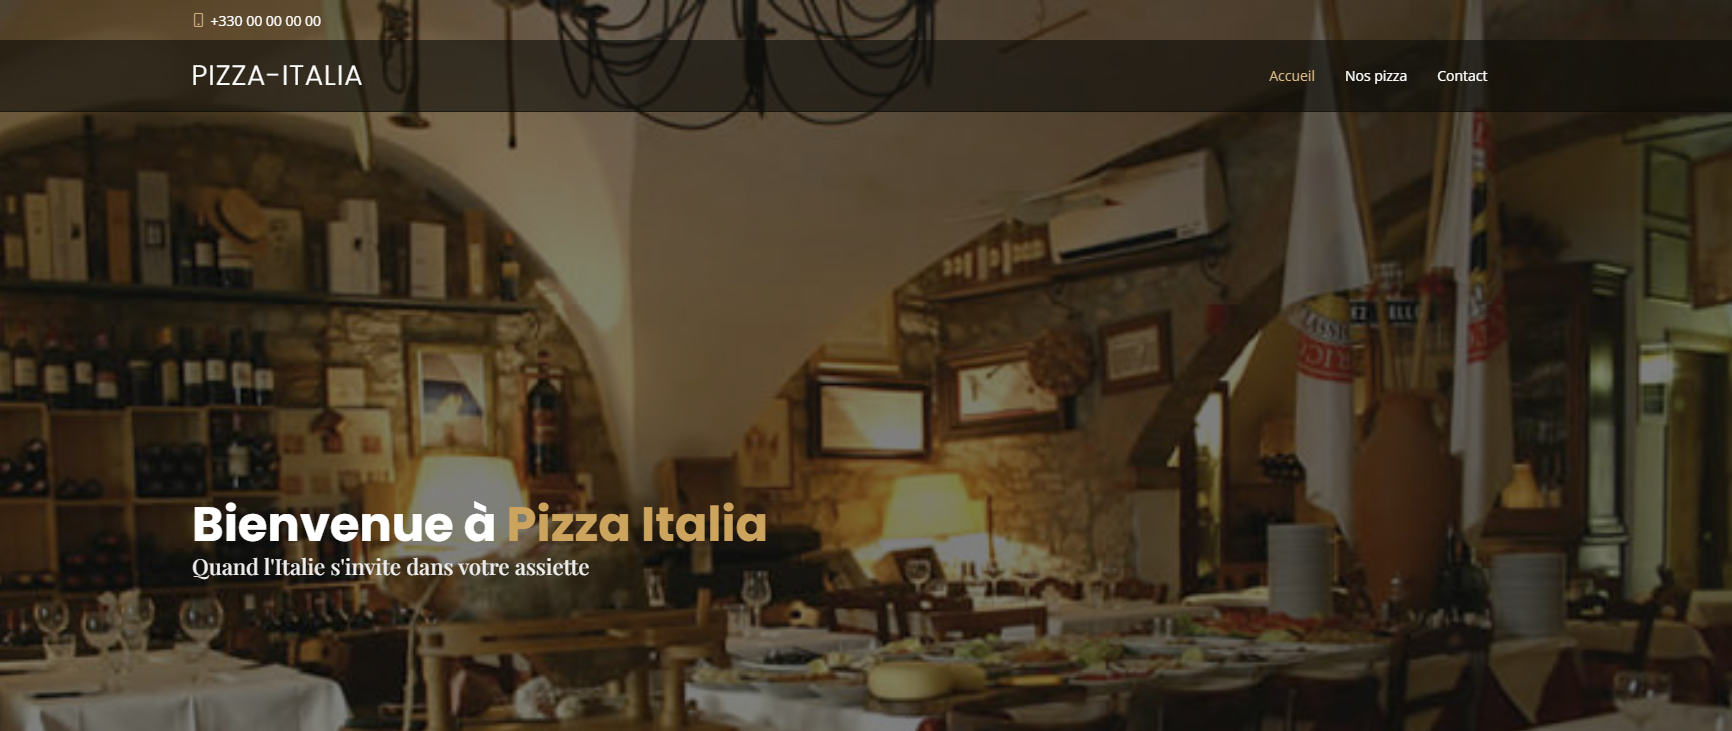 +330 00 00 00 00
PIZZA-ITALIA
Accueil Nos pizza Contact
Bienvenue à Pizza Italia
Quand l'Italie s'invite dans votre assiette